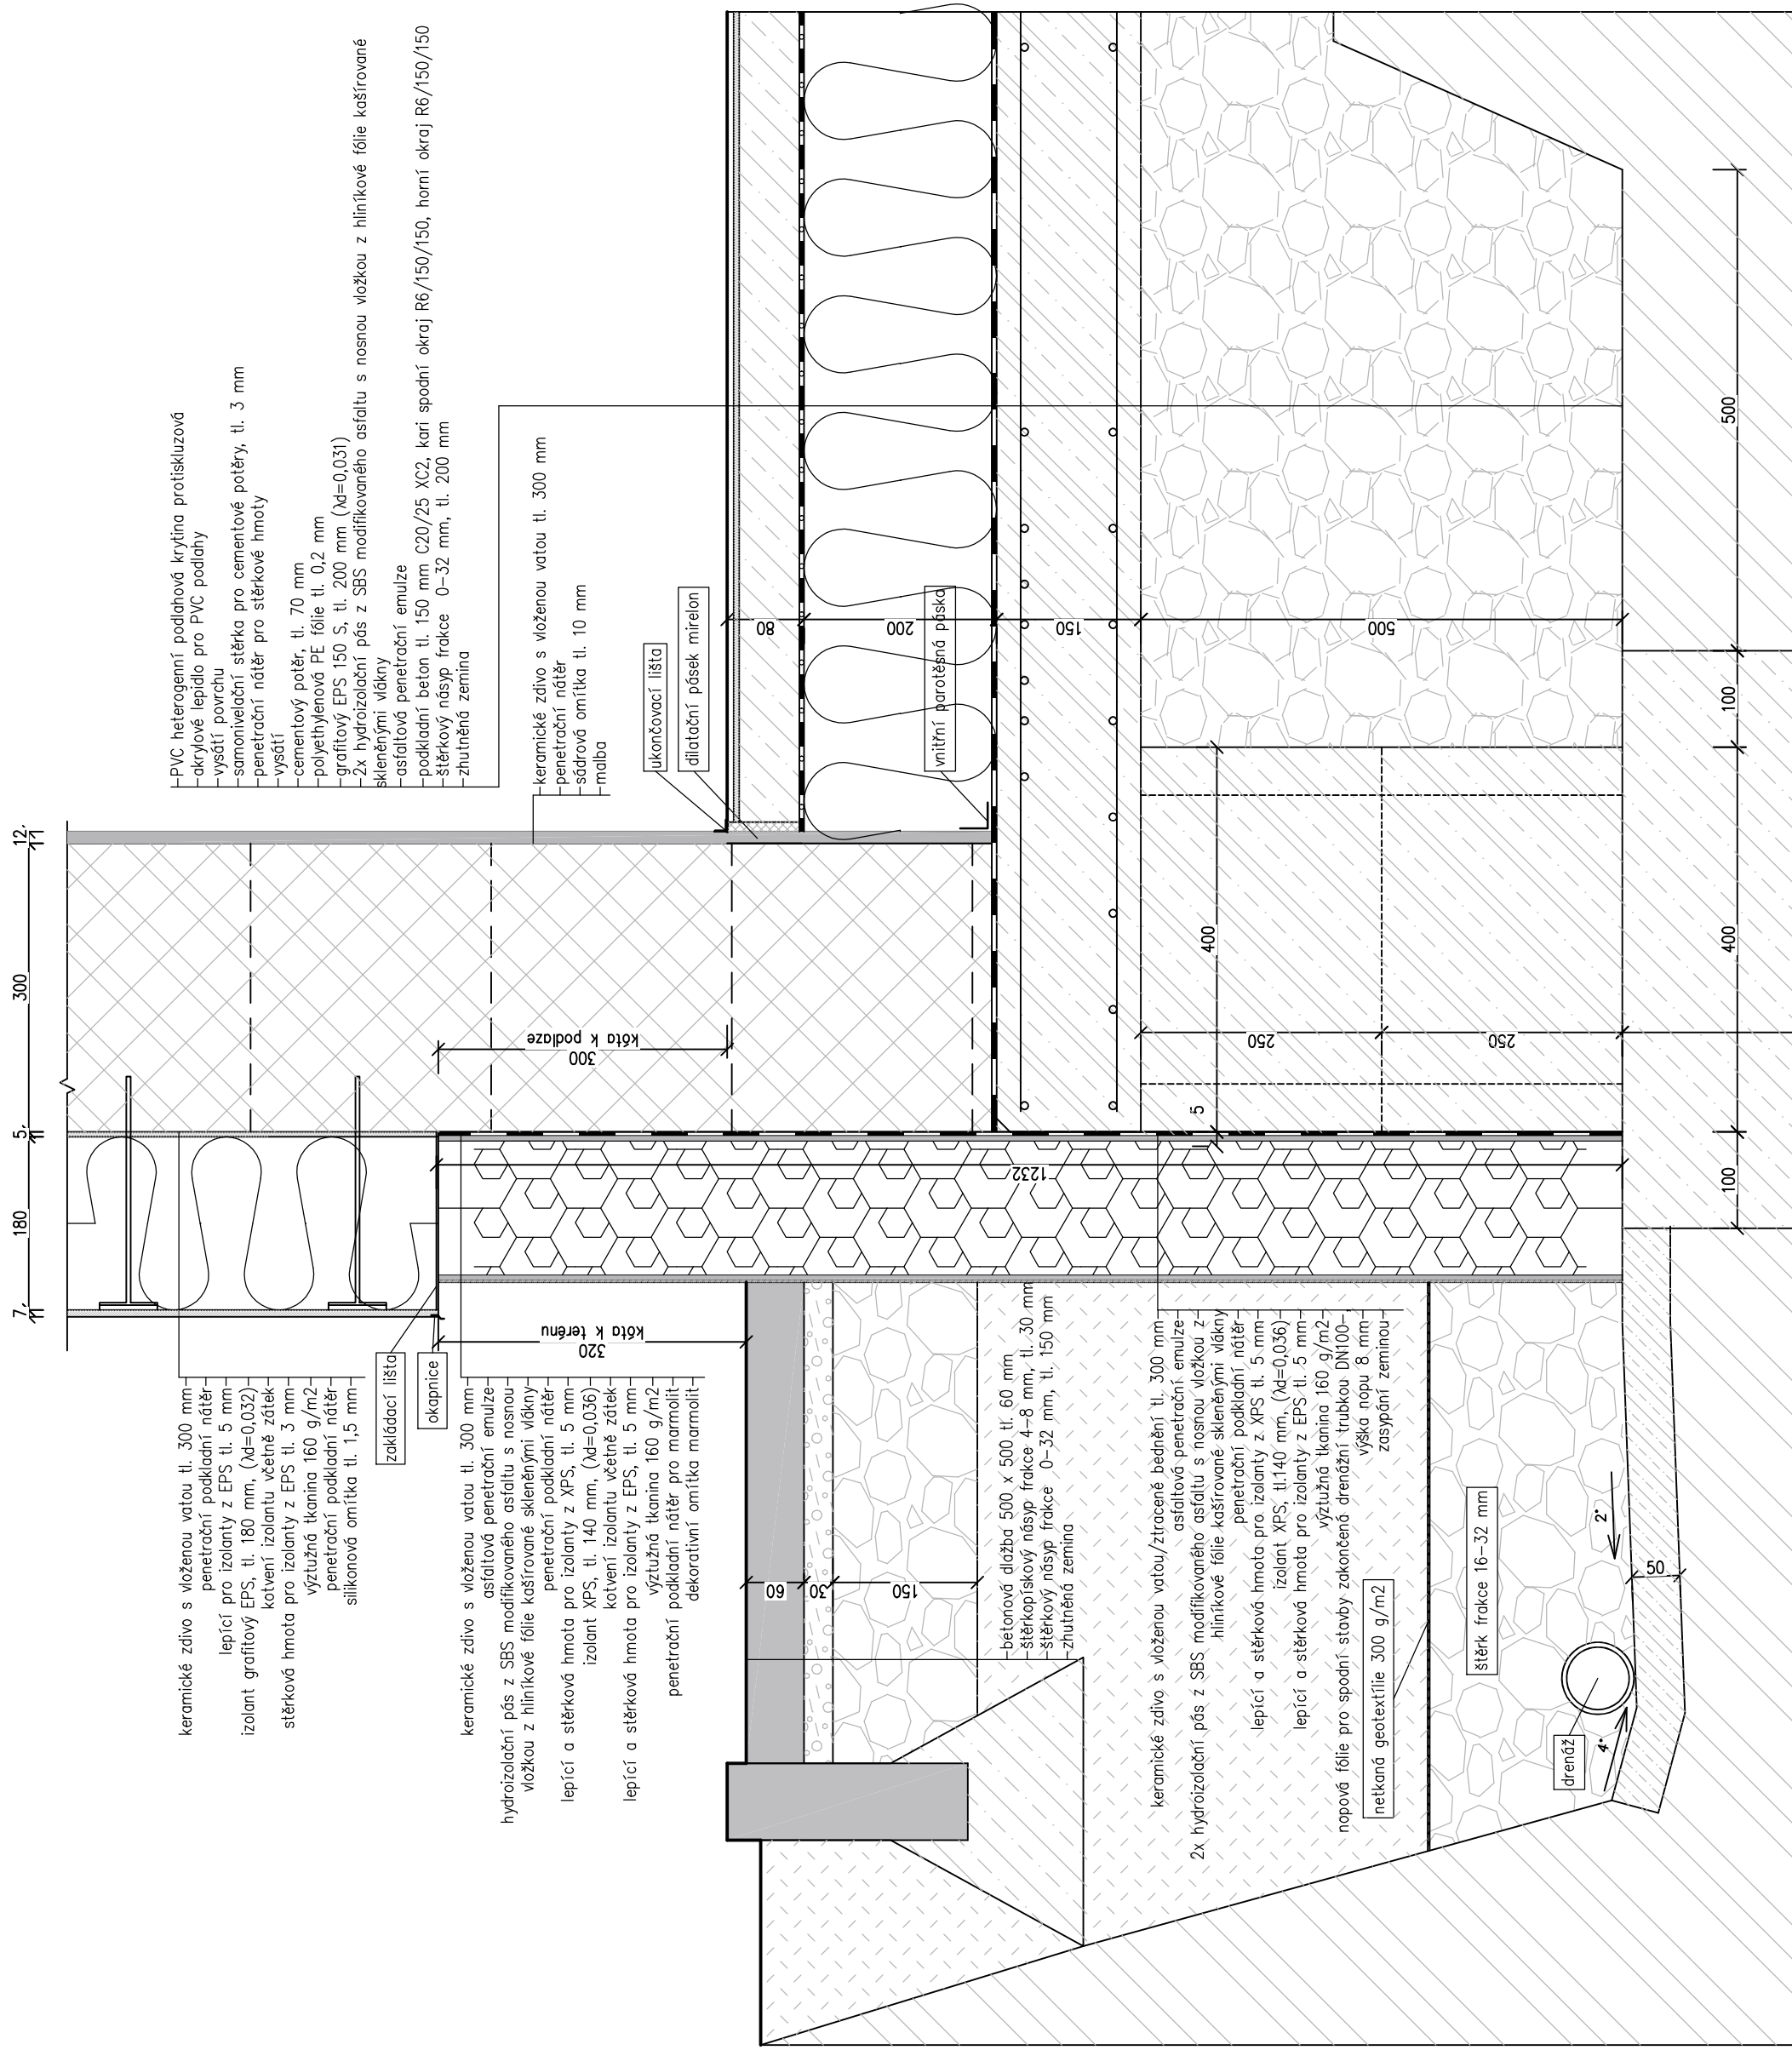 PVC heterogenní podlahová krytina protiskluzová
akrylové lepidlo pro PVC podlahy
vysátí povrchu
samonivelační stěrka pro cementové potěry, tl. 3 mm
penetrační nátěr pro stěrkové hmoty
vysátí
cementový potěr, tl. 70 mm
polyethylenová PE fólie tl. 0,2 mm
grafitový EPS 150 S, tl. 200 mm (λd=0,031)
2x hydroizolační pás z SBS modifikovaného asfaltu s nosnou vložkou z hliníkové fólie kašírované
skleněnými vlákny
asfaltová penetrační emulze
podkladní beton tl. 150 mm C20/25 XC2, kari spodní okraj R6/150/150, horní okraj R6/150/150
štěrkový násyp frakce 0-32 mm, tl. 200 mm
zhutněná zemina
keramické zdivo s vloženou vatou tl. 300 mm
penetrační nátěr
sádrová omítka tl. 10 mm
malba
ukončovací lišta
dilatační pásek mirelon
vnitřní parotěsná páska
keramické zdivo s vloženou vatou tl. 300 mm
penetrační podkladní nátěr
lepící pro izolanty z EPS tl. 5 mm
izolant grafitový EPS, tl. 180 mm, (λd=0,032)
kotvení izolantu včetně zátek
stěrková hmota pro izolanty z EPS tl. 3 mm
výztužná tkanina 160 g/m2
penetrační podkladní nátěr
silikonová omítka tl. 1,5 mm
zakládací lišta
okapnice
keramické zdivo s vloženou vatou tl. 300 mm
asfaltová penetrační emulze
hydroizolační pás z SBS modifikovaného asfaltu s nosnou
vložkou z hliníkové fólie kašírované skleněnými vlákny
penetrační podkladní nátěr
lepící a stěrková hmota pro izolanty z XPS, tl. 5 mm
izolant XPS, tl. 140 mm, (λd=0,036)
kotvení izolantu včetně zátek
lepící a stěrková hmota pro izolanty z EPS, tl. 5 mm
výztužná tkanina 160 g/m2
penetrační podkladní nátěr pro marmolit
dekorativní omítka marmolit
betonová dlažba 500 x 500 tl. 60 mm
štěrkopískový násyp frakce 4-8 mm, tl. 30 mm
štěrkový násyp frakce 0-32 mm, tl. 150 mm
zhutněná zemina
keramické zdivo s vloženou vatou/ztracené bednění tl. 300 mm
asfaltová penetrační emulze
2x hydroizolační pás z SBS modifikovaného asfaltu s nosnou vložkou z
hliníkové fólie kašírované skleněnými vlákny
penetrační podkladní nátěr
lepící a stěrková hmota pro izolanty z XPS tl. 5 mm
izolant XPS, tl.140 mm, (λd=0,036)
lepící a stěrková hmota pro izolanty z EPS tl. 5 mm
výztužná tkanina 160 g/m2
nopová fólie pro spodní stavby zakončená drenážní trubkou DN100
výška nopu 8 mm
zasypání zeminou
netkaná geotextílie 300 g/m2
štěrk frakce 16-32 mm
drenáž
7
180
5
300
12
300
kóta k podlaze
320
kóta k terénu
80
200
150
500
1232
60
30
150
400
5
250
250
2°
4°
50
100
400
100
500